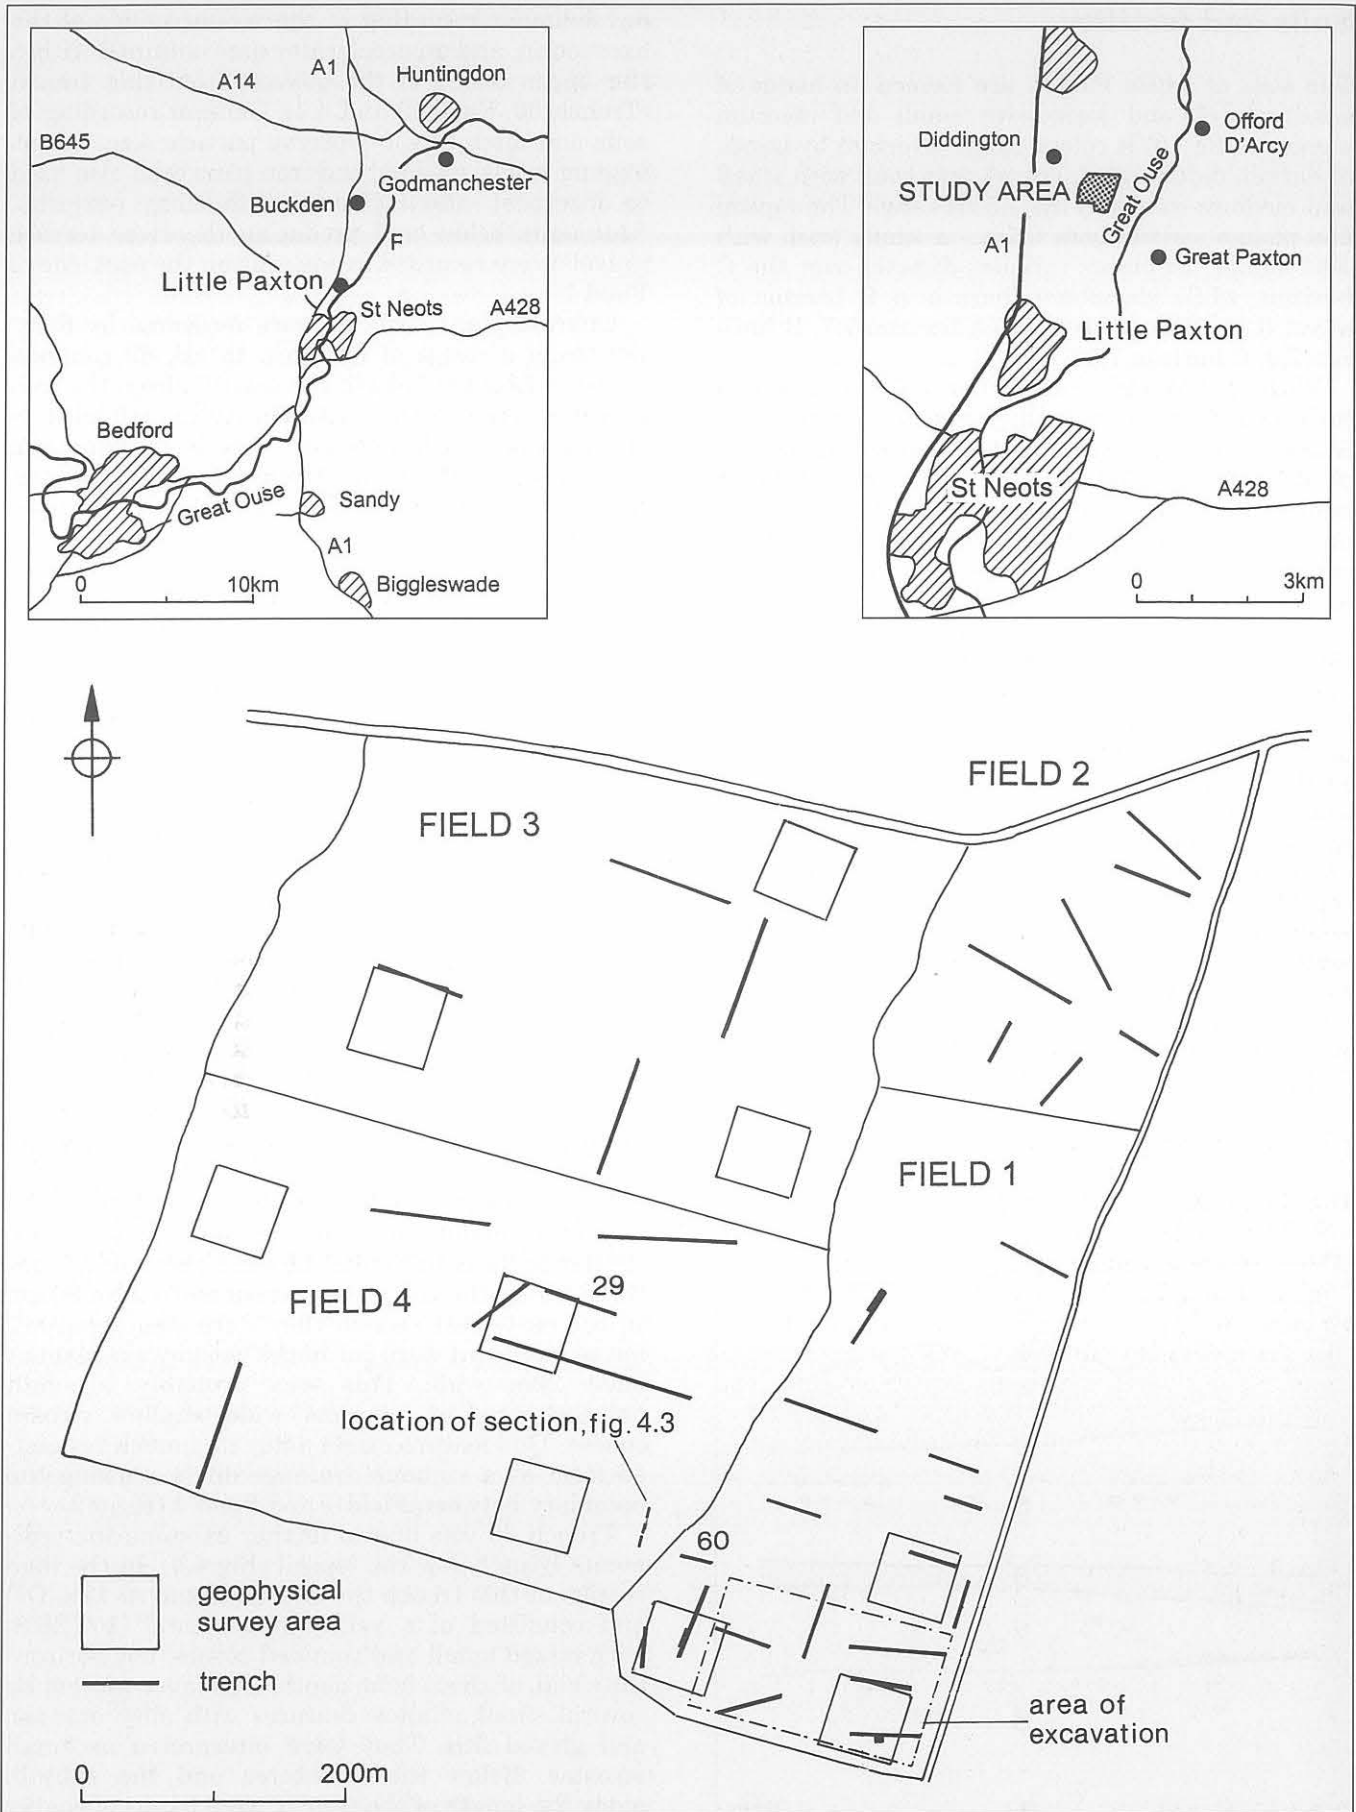 A14
A1
Huntingdon
B645
Godmanchester
Buckden
F
Little Paxton
St Neots
A428
Bedford
Great Ouse
Sandy
A1
0 10km
Biggleswade
Diddington
Offord
D'Arcy
STUDY AREA
Great Ouse
A1
Great Paxton
Little Paxton
St Neots
A428
0 3km
FIELD 2
FIELD 3
FIELD 1
FIELD 4
29
location of section, fig. 4.3
60
geophysical
survey area
trench
area of
excavation
0 200m